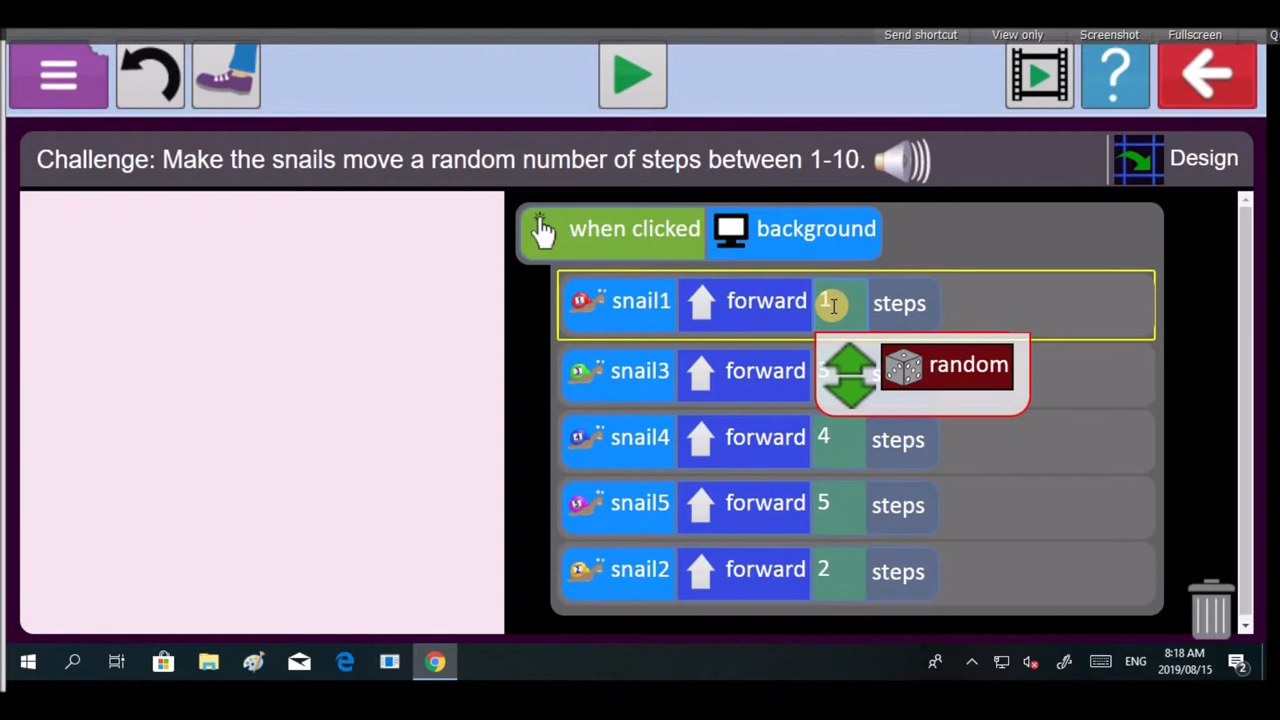 Send shortcut View only Screenshot Fullscreen Q
?
Challenge: Make the snails move a random number of steps between 1-10. Design
when clicked background
snail1 forward 1 steps
random
snail3 forward
snail4 forward 4 steps
snail5 forward 5 steps
snail2 forward 2 steps
ENG 8:18 AM
2019/08/15
2